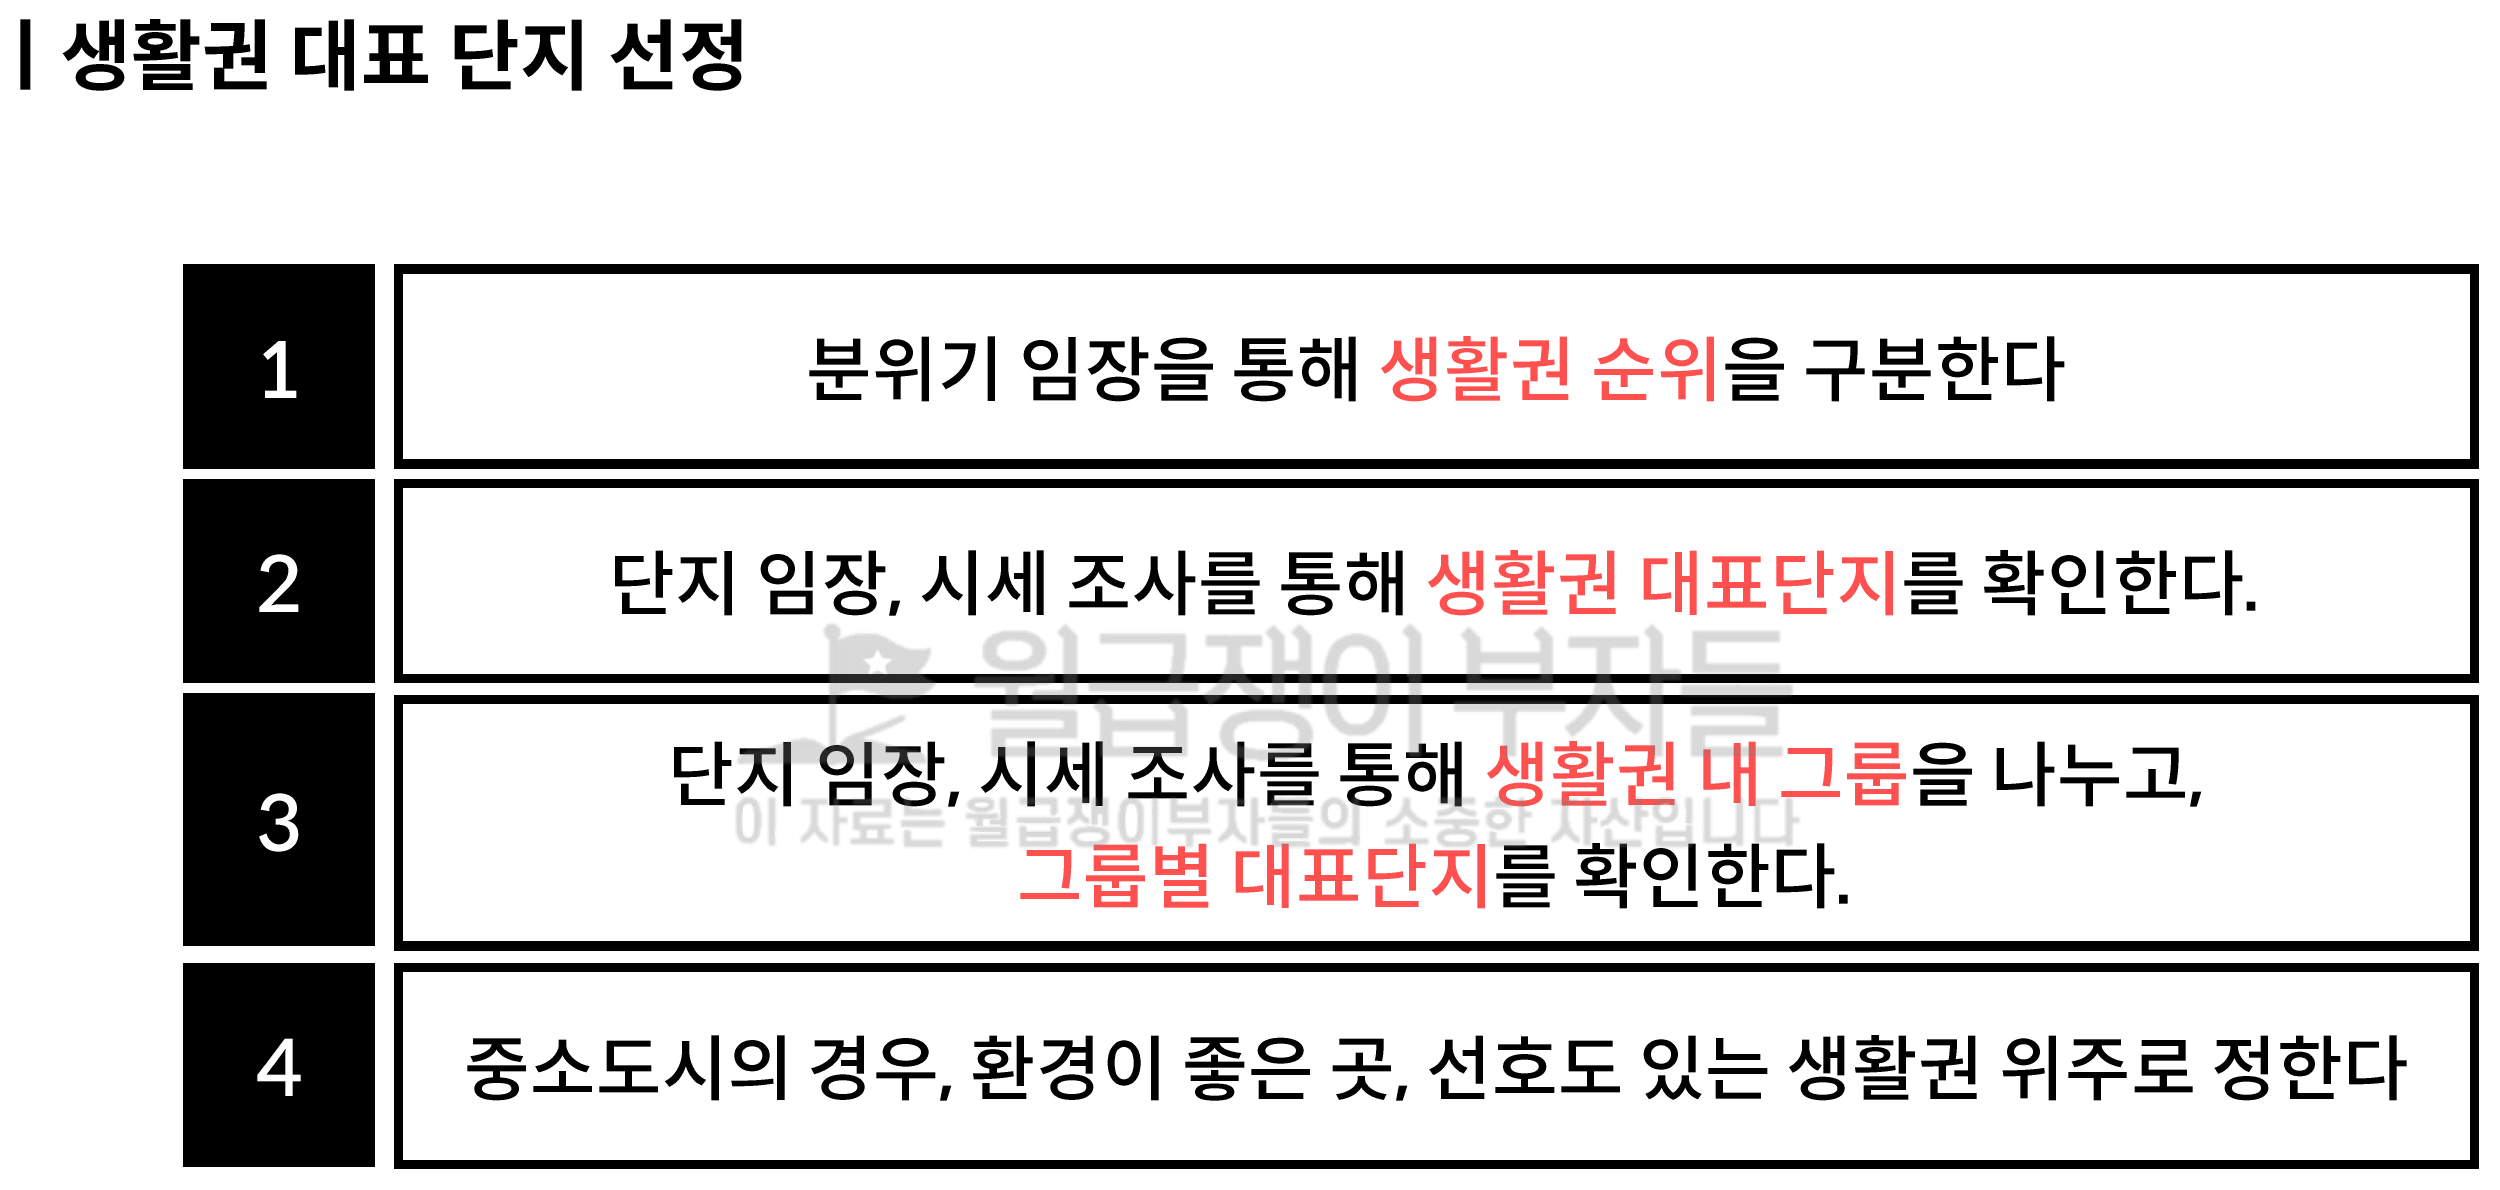 | 생활권 대표 단지 선정
1
분위기 임장을 통해 생활권 순위을 구분한다
2
단지 임장, 시세 조사를 통해 생활권 대표단지를 확인한다.
월급쟁이 부자들
3
단지 임장, 시세 조사를 통해 생활권 대 그룹을 나누고,
이 자료는 월급쟁이부자들의 소중한 자산입니다
그룹별 대표단지를 확인한다.
4
중소도시의 경우, 환경이 좋은 곳, 선호도 있는 생활권 위주로 정한다